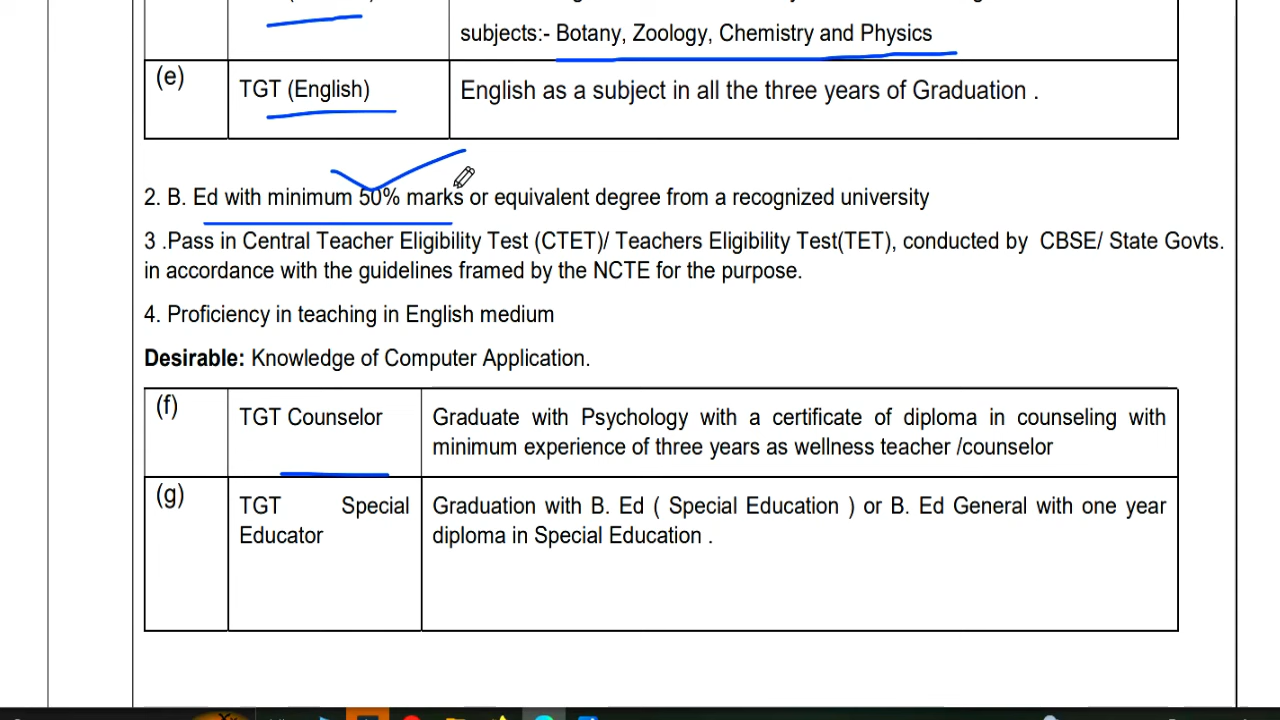 subjects:- Botany, Zoology, Chemistry and Physics
(e) TGT (English) English as a subject in all the three years of Graduation .
2. B. Ed with minimum 50% marks or equivalent degree from a recognized university
3 .Pass in Central Teacher Eligibility Test (CTET)/ Teachers Eligibility Test(TET), conducted by CBSE/ State Govts.
in accordance with the guidelines framed by the NCTE for the purpose.
4. Proficiency in teaching in English medium
Desirable: Knowledge of Computer Application.
(f) TGT Counselor Graduate with Psychology with a certificate of diploma in counseling with
minimum experience of three years as wellness teacher /counselor
(g) TGT Special Graduation with B. Ed ( Special Education ) or B. Ed General with one year
Educator diploma in Special Education .